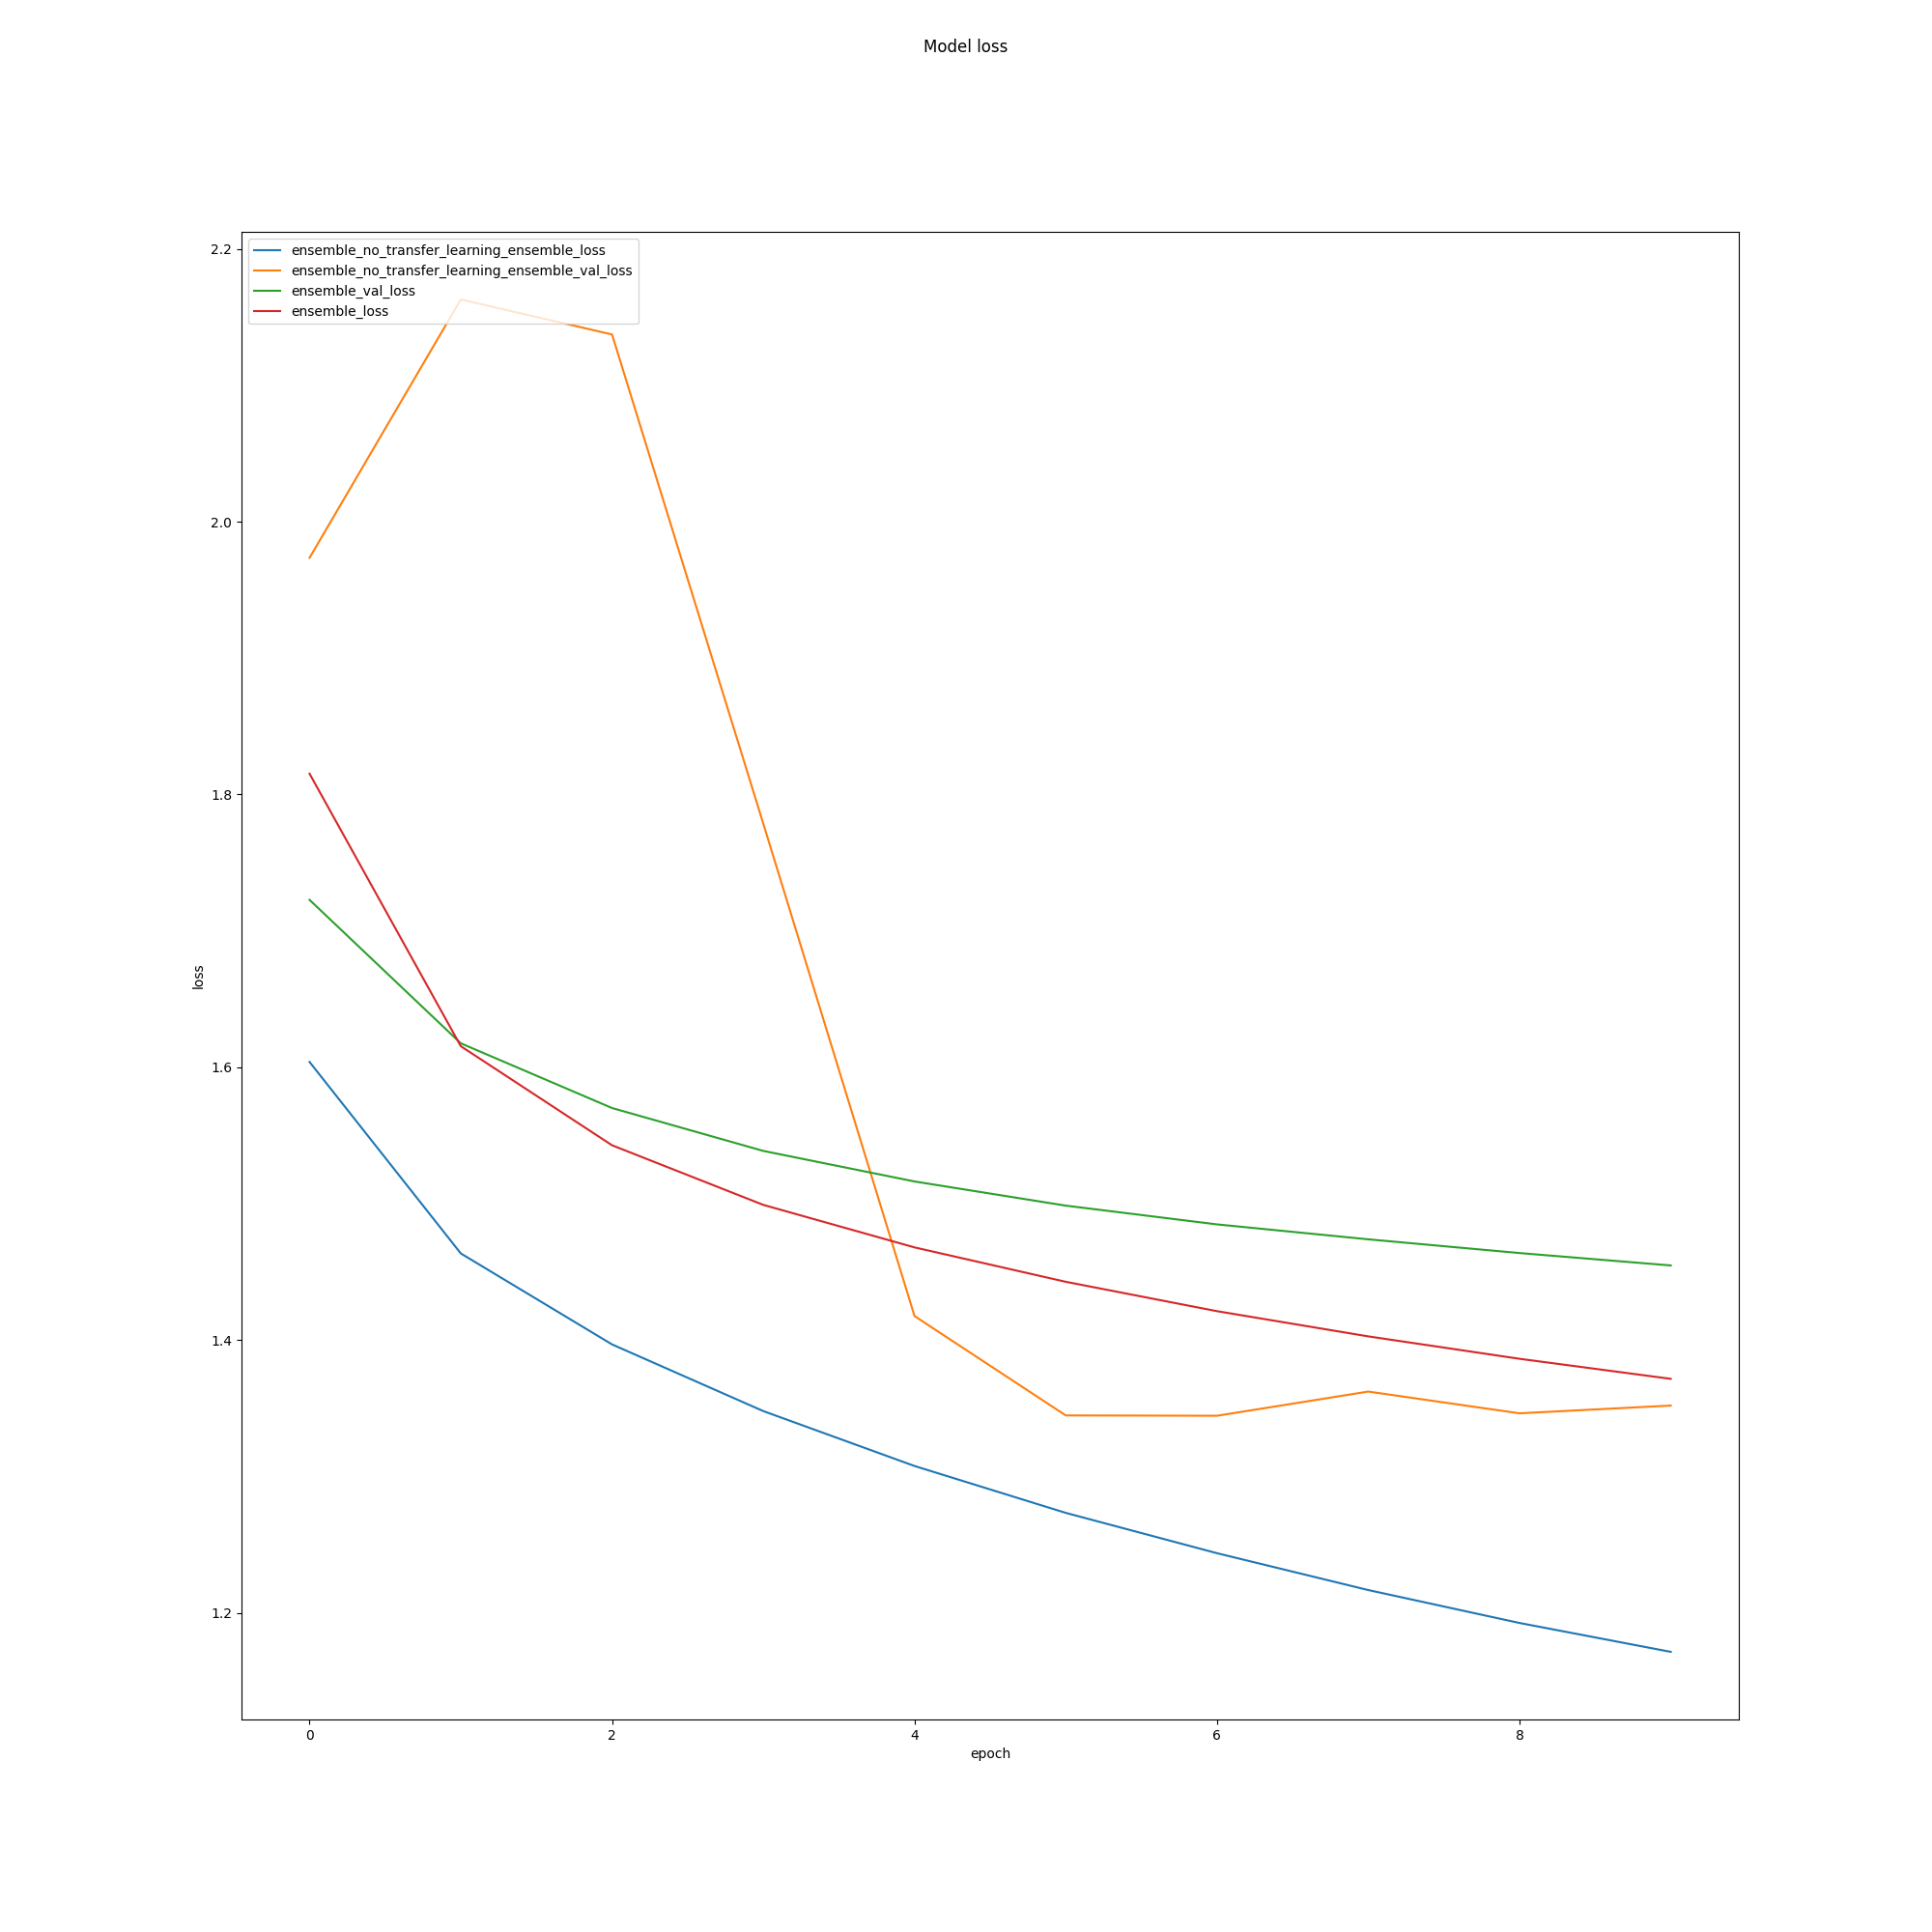 Model loss
ensemble_no_transfer_learning_ensemble_loss
ensemble_no_transfer_learning_ensemble_val_loss
ensemble_val_loss
ensemble_loss
2.2
2.0
1.8
1.6
1.4
1.2
loss
0 2 4 6 8
epoch